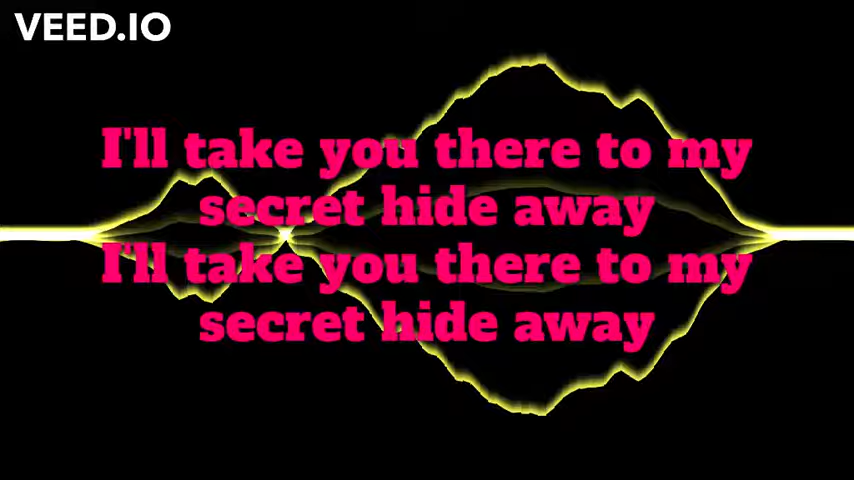 VEED.IO
I'll take you there to my
secret hide away
I'll take you there to my
secret hide away